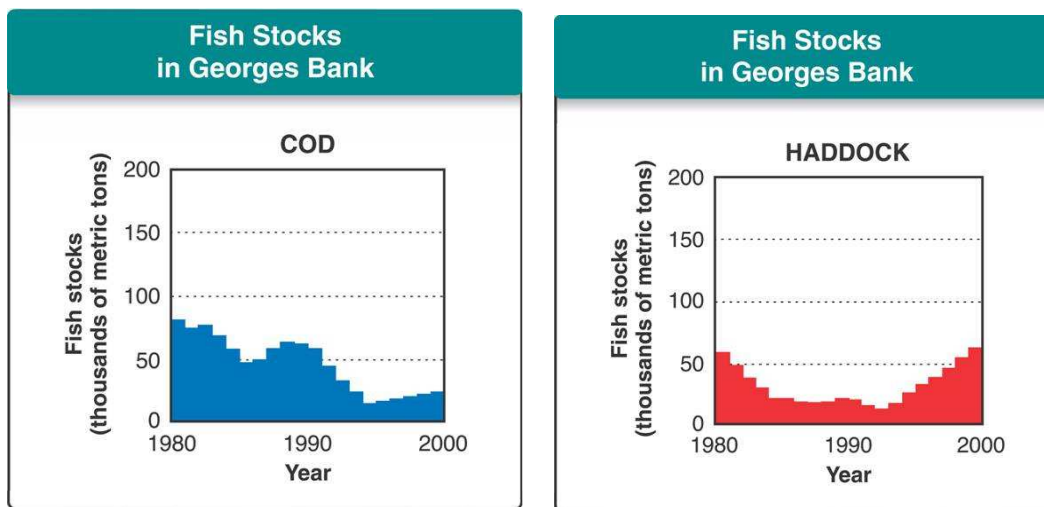 Fish Stocks
in Georges Bank
COD
Fish stocks
(thousands of metric tons)
200
150
100
50
0
1980
1990
2000
Year
Fish Stocks
in Georges Bank
HADDOCK
Fish stocks
(thousands of metric tons)
200
150
100
50
0
1980
1990
2000
Year